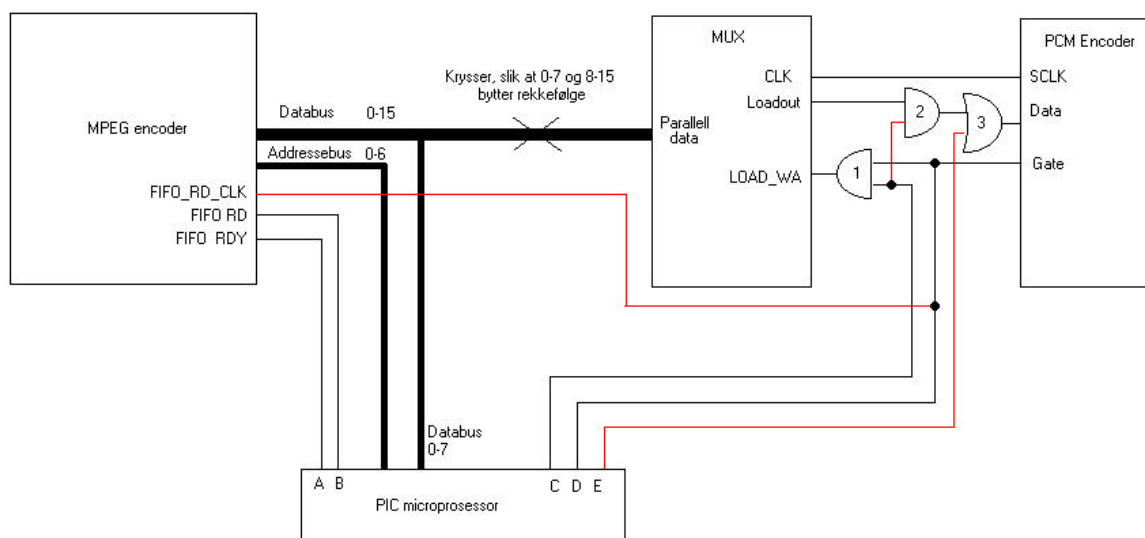 MPEG encoder
Databus 0-15
Addressebus 0-6
FIFO_RD_CLK
FIFO RD
FIFO RDY
Krysser, slik at 0-7 og 8-15
bytter rekkefølge
MUX
CLK
Loadout
Parallell
data
LOAD_WA
1
2
3
PCM Encoder
SCLK
Data
Gate
Databus
0-7
A B C D E
PIC microprosessor